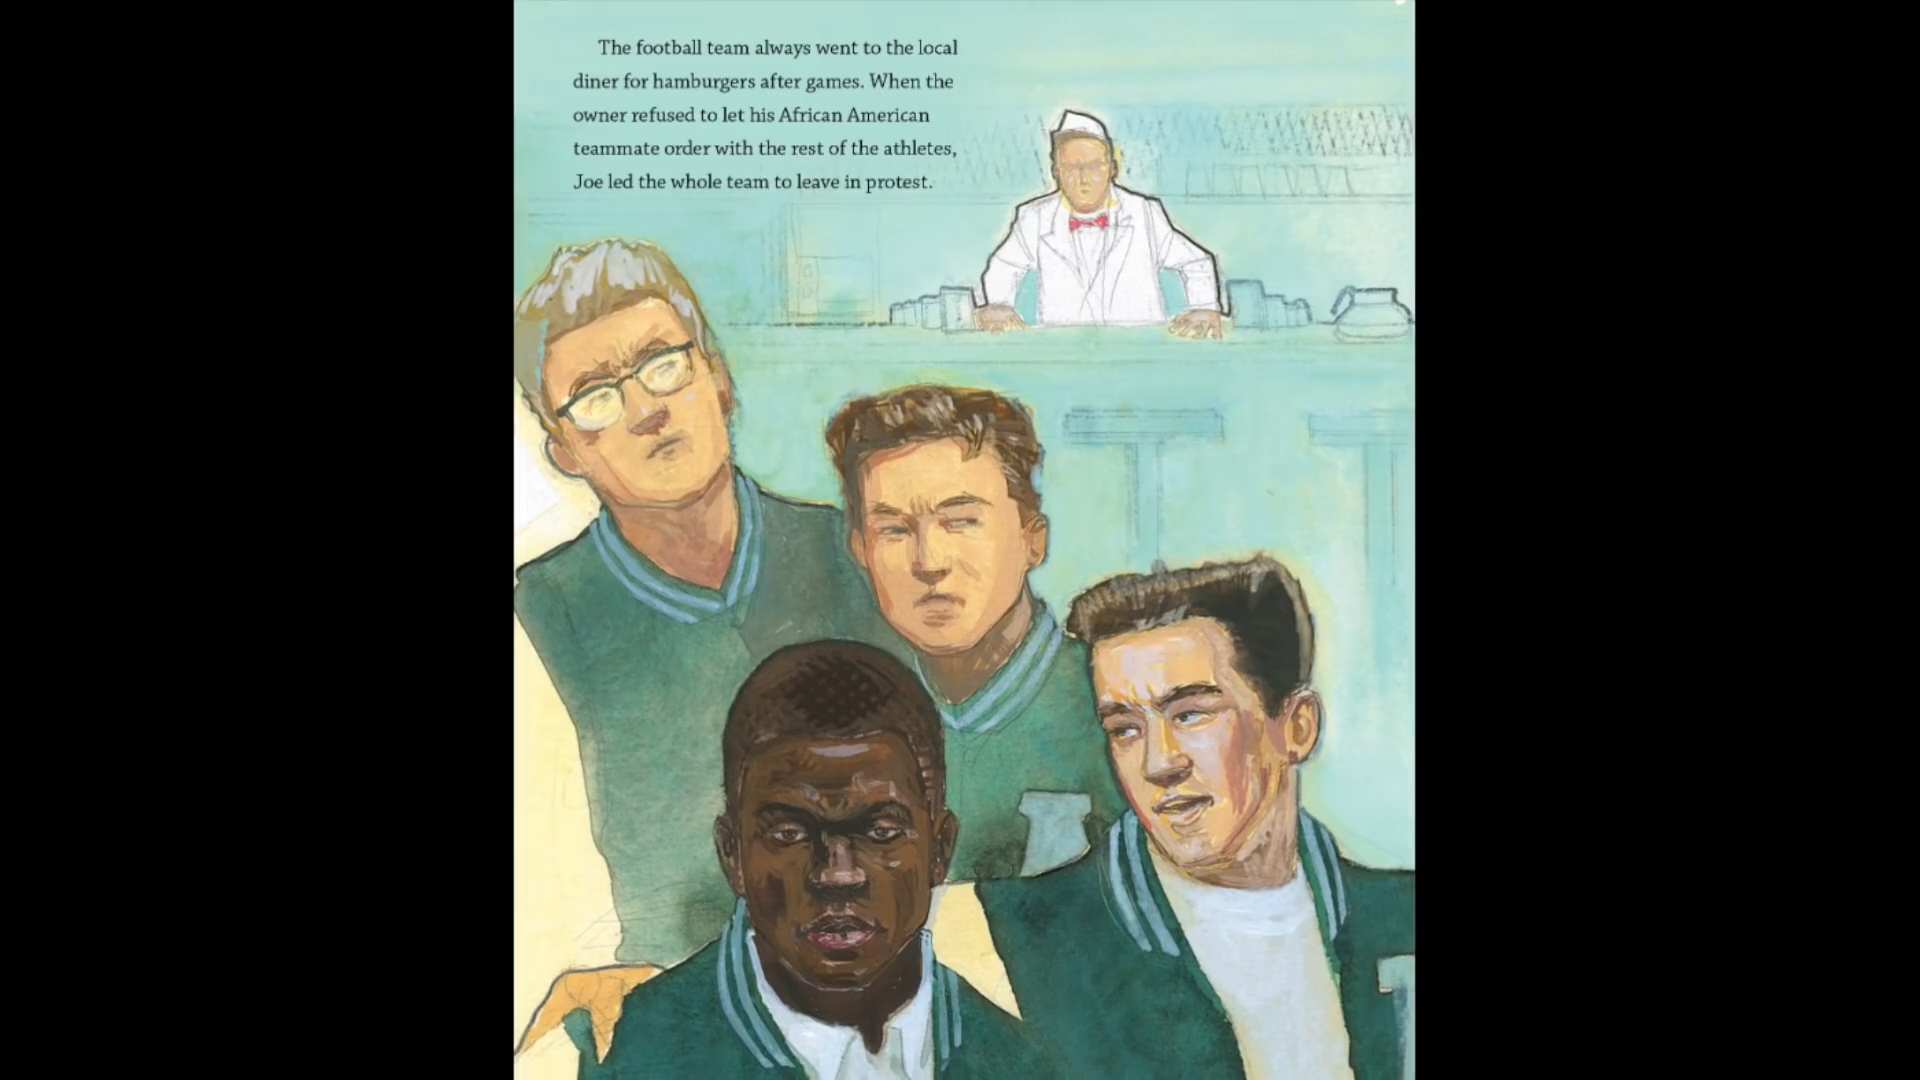 The football team always went to the local
diner for hamburgers after games. When the
owner refused to let his African American
teammate order with the rest of the athletes,
Joe led the whole team to leave in protest.